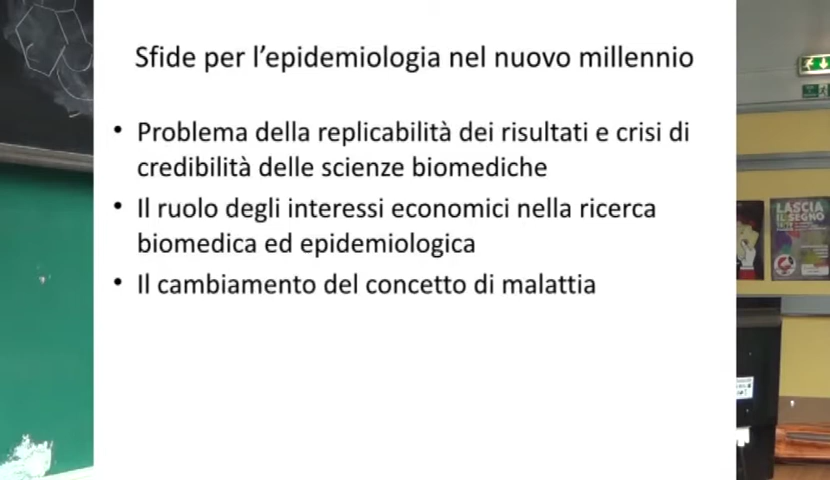 Sfide per l’epidemiologia nel nuovo millennio
• Problema della replicabilità dei risultati e crisi di
credibilità delle scienze biomediche
• Il ruolo degli interessi economici nella ricerca
biomedica ed epidemiologica
• Il cambiamento del concetto di malattia
LASCIA
IL SEGNO